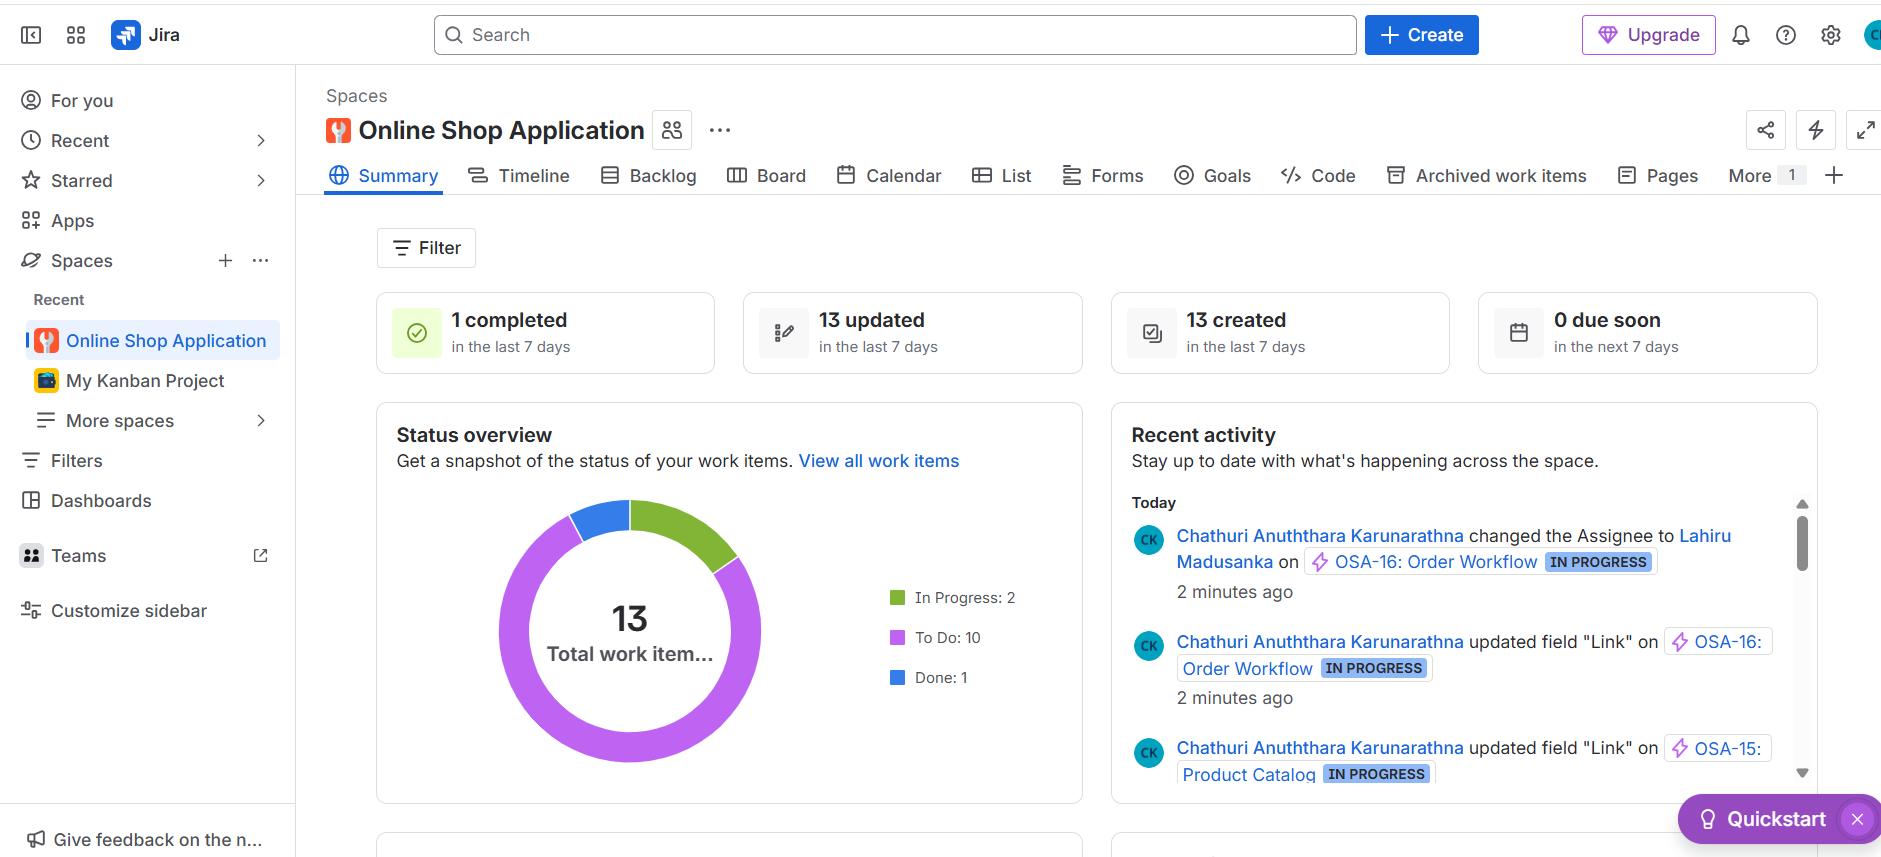 Jira
Search
Create
Upgrade
CK
For you
Recent
Starred
Apps
Spaces
Recent
Online Shop Application
My Kanban Project
More spaces
Filters
Dashboards
Teams
Customize sidebar
Give feedback on the n...
Spaces
Online Shop Application
Summary
Timeline
Backlog
Board
Calendar
List
Forms
Goals
Code
Archived work items
Pages
More 1
Filter
1 completed
in the last 7 days
13 updated
in the last 7 days
13 created
in the last 7 days
0 due soon
in the next 7 days
Status overview
Get a snapshot of the status of your work items. View all work items
13
Total work item...
In Progress: 2
To Do: 10
Done: 1
Recent activity
Stay up to date with what's happening across the space.
Today
CK
Chathuri Anuththara Karunarathna changed the Assignee to Lahiru
Madusanka on OSA-16: Order Workflow IN PROGRESS
2 minutes ago
CK
Chathuri Anuththara Karunarathna updated field "Link" on OSA-16:
Order Workflow IN PROGRESS
2 minutes ago
CK
Chathuri Anuththara Karunarathna updated field "Link" on OSA-15:
Product Catalog IN PROGRESS
Quickstart